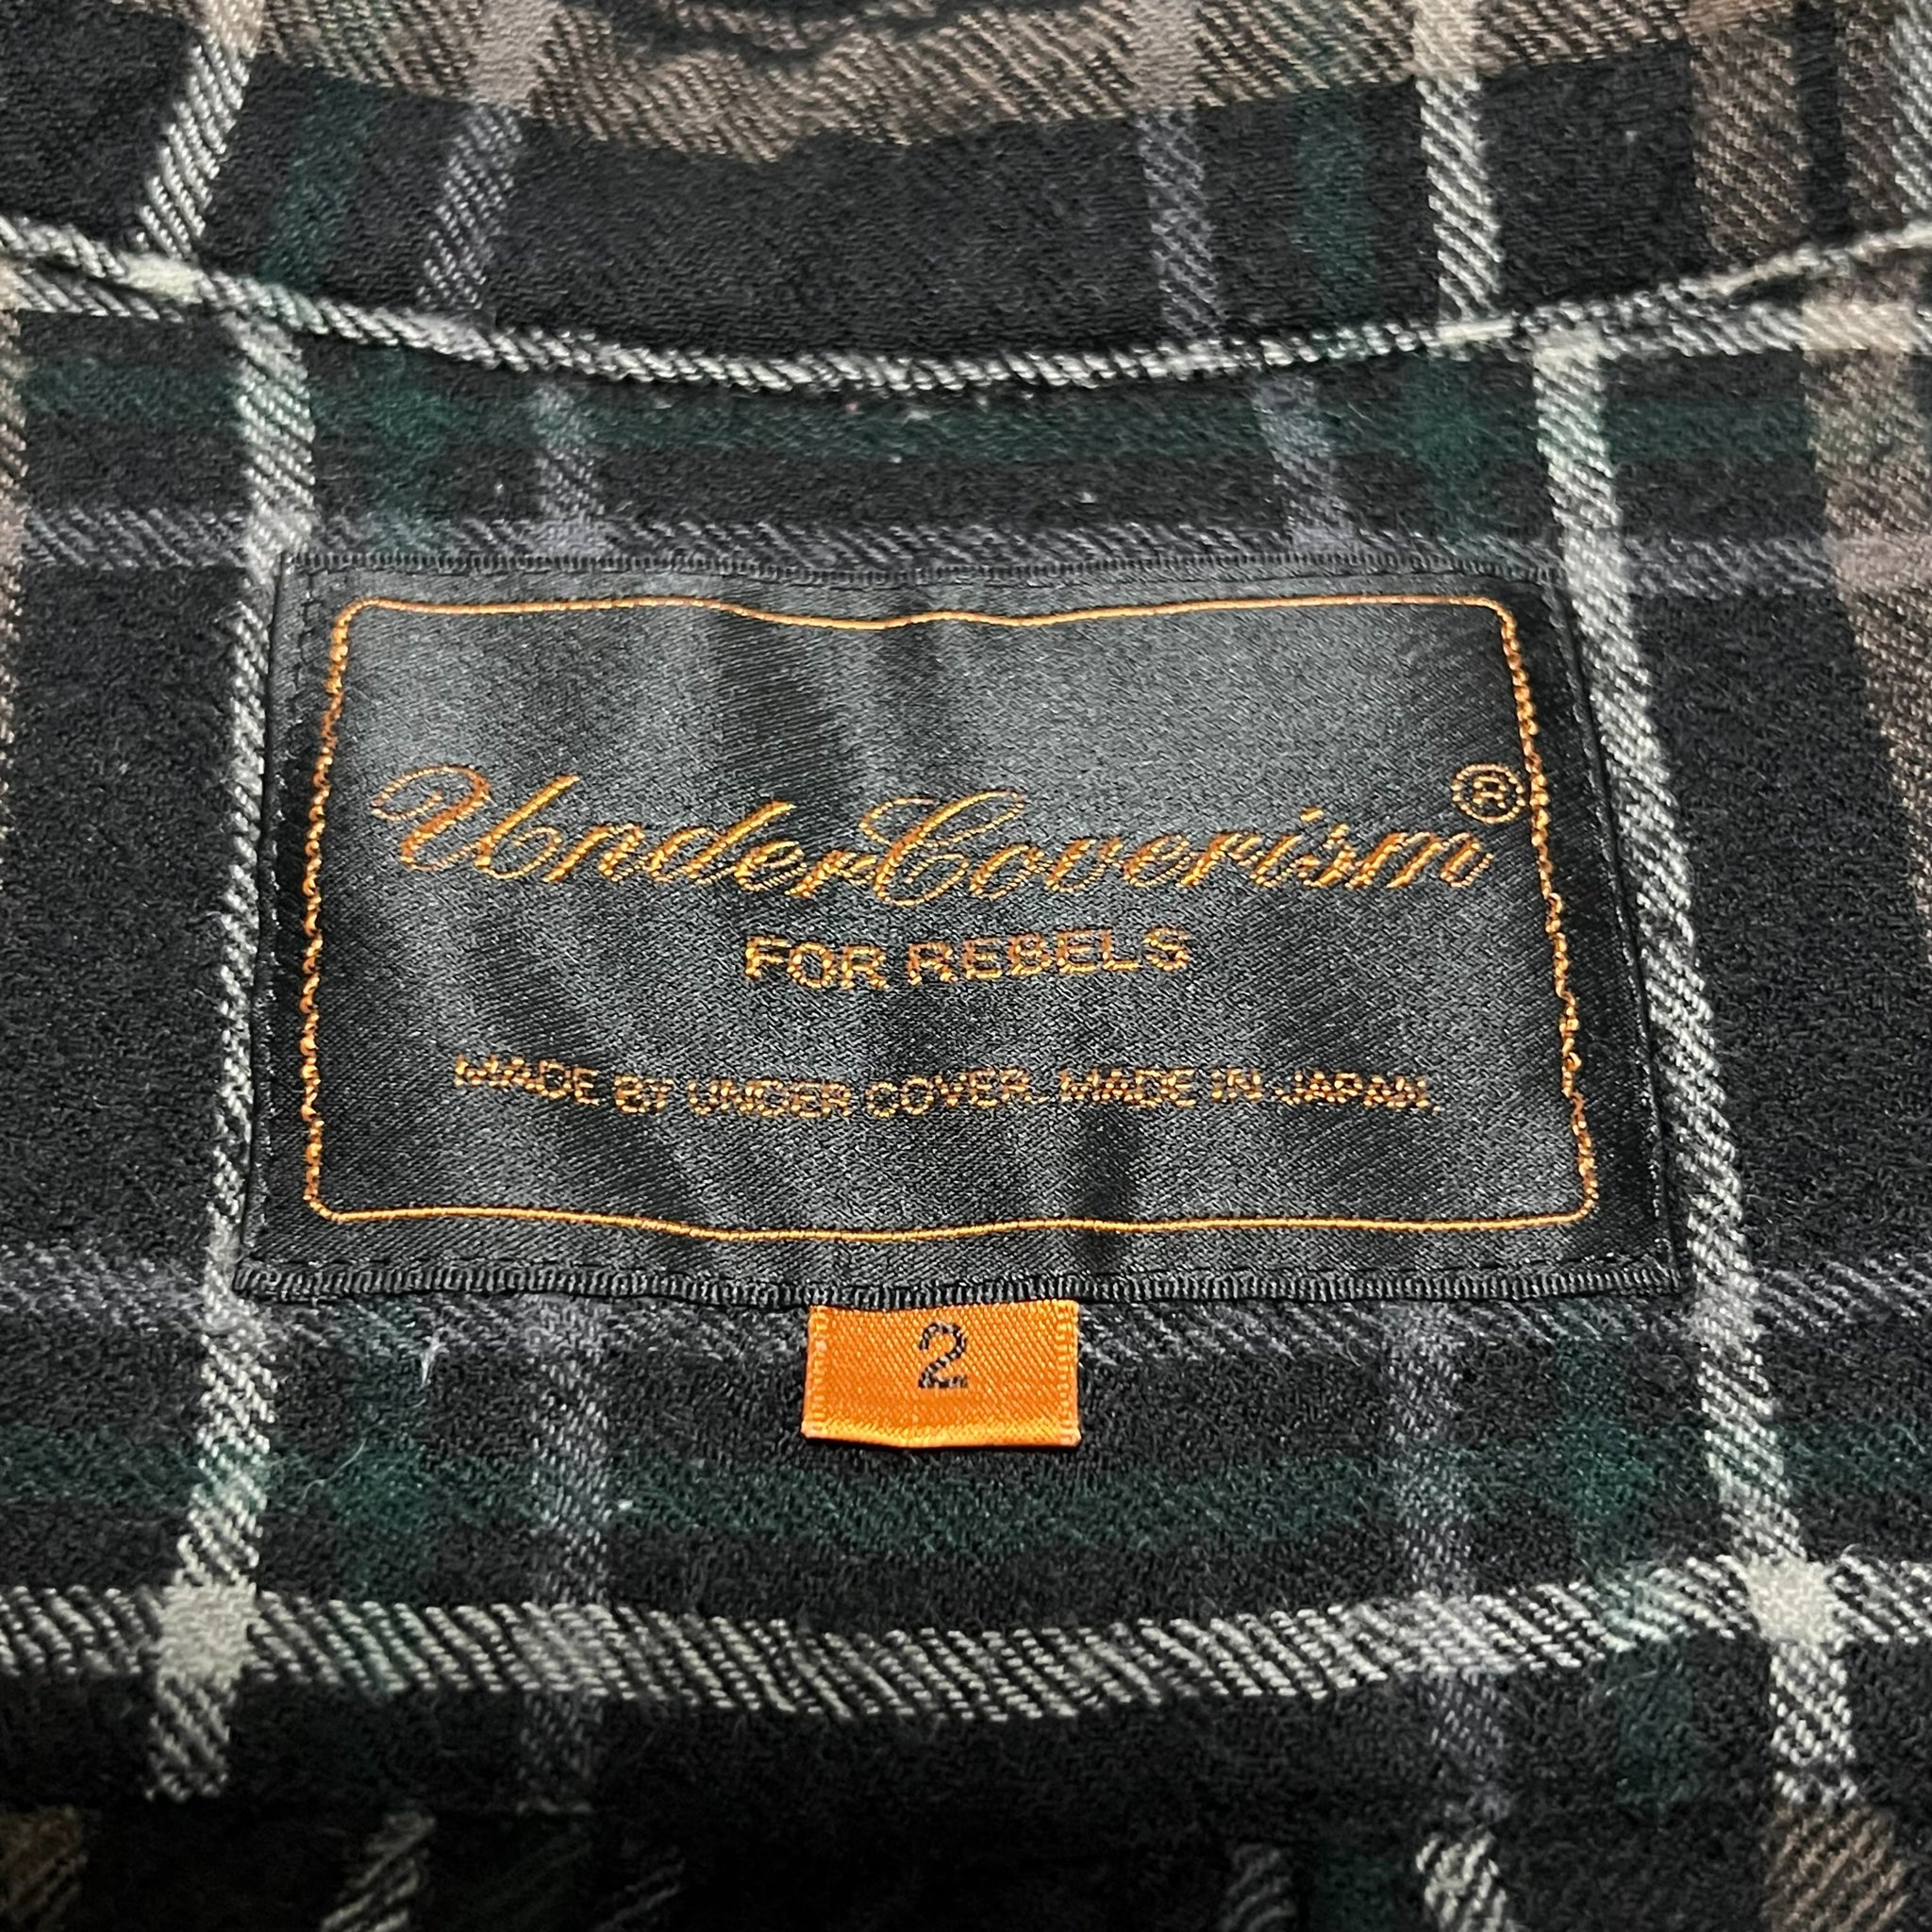 UnderCoverism®
FOR REBELS
MADE BY UNDER COVER. MADE IN JAPAN.
2